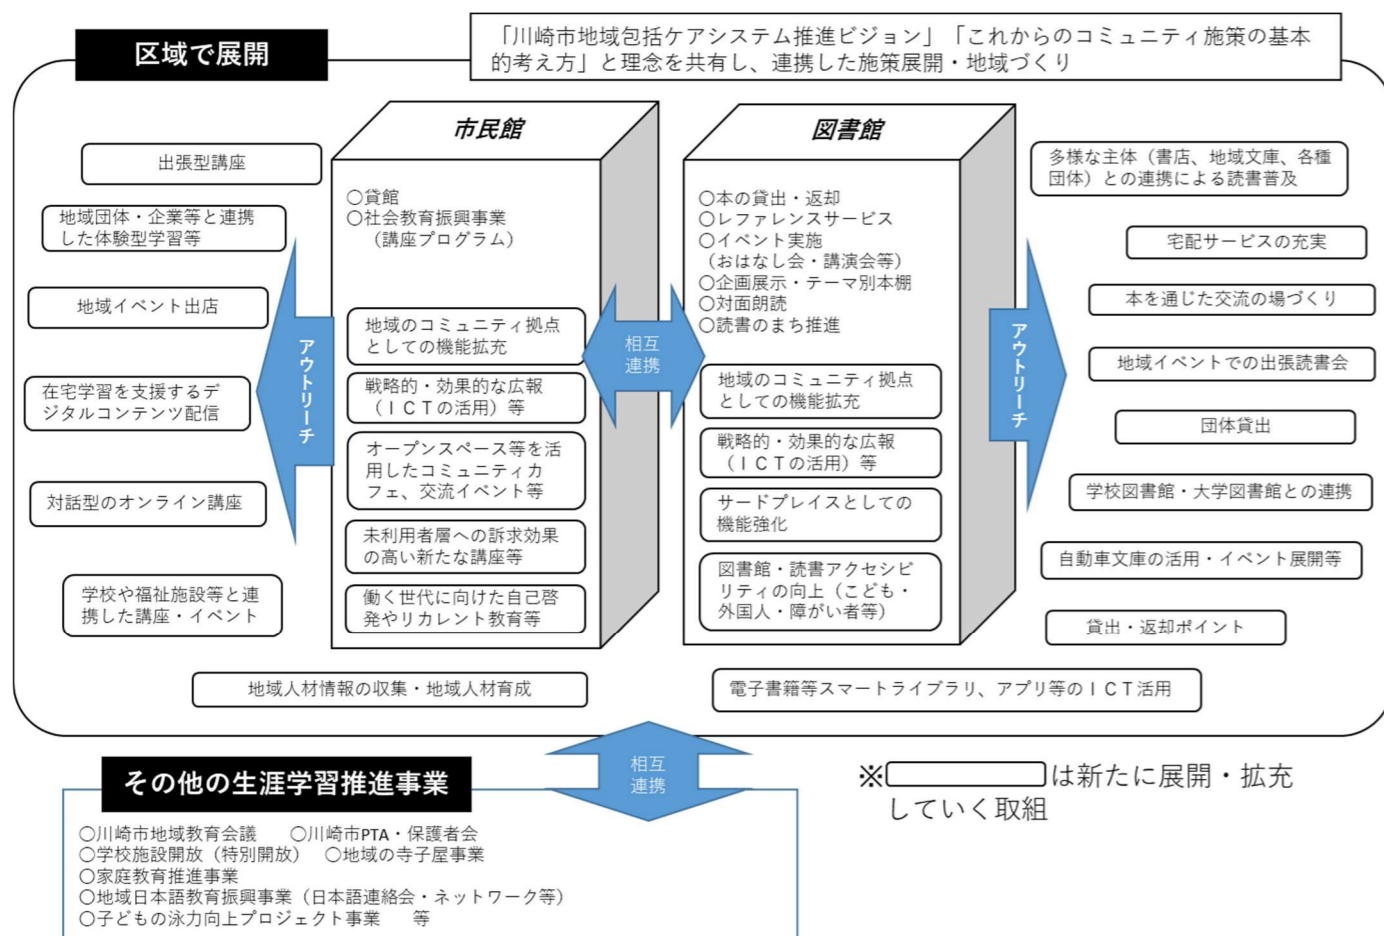 区域で展開
「川崎市地域包括ケアシステム推進ビジョン」「これからのコミュニティ施策の基本
的考え方」と理念を共有し、連携した施策展開・地域づくり
出張型講座
地域団体・企業等と連携
した体験型学習等
地域イベント出店
在宅学習を支援するデ
ジタルコンテンツ配信
対話型のオンライン講座
学校や福祉施設等と連
携した講座・イベント
アウトリーチ
市民館
○貸館
○社会教育振興事業
（講座プログラム）
地域のコミュニティ拠点
としての機能拡充
戦略的・効果的な広報
（ＩＣＴの活用）等
オープンスペース等を活
用したコミュニティカ
フェ、交流イベント等
未利用者層への訴求効果
の高い新たな講座等
働く世代に向けた自己啓
発やリカレント教育等
相互
連携
図書館
○本の貸出・返却
○レファレンスサービス
○イベント実施
（おはなし会・講演会等）
○企画展示・テーマ別本棚
○対面朗読
○読書のまち推進
地域のコミュニティ拠点
としての機能拡充
戦略的・効果的な広報
（ＩＣＴの活用）等
サードプレイスとしての
機能強化
図書館・読書アクセシビ
リティの向上（こども・
外国人・障がい者等）
アウトリーチ
多様な主体（書店、地域文庫、各種
団体）との連携による読書普及
宅配サービスの充実
本を通じた交流の場づくり
地域イベントでの出張読書会
団体貸出
学校図書館・大学図書館との連携
自動車文庫の活用・イベント展開等
貸出・返却ポイント
地域人材情報の収集・地域人材育成
電子書籍等スマートライブラリ、アプリ等のＩＣＴ活用
相互
連携
その他の生涯学習推進事業
○川崎市地域教育会議　○川崎市PTA・保護者会
○学校施設開放（特別開放）　○地域の寺子屋事業
○家庭教育推進事業
○地域日本語教育振興事業（日本語連絡会・ネットワーク等）
○子どもの泳力向上プロジェクト事業　等
※　　　は新たに展開・拡充
していく取組